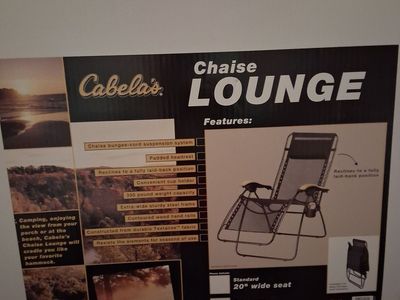 Cabela's
Chaise
LOUNGE
Features:
Chaise bungee-cord suspension system
Padded headrest
Reclines to a fully laid-back position
Convenient cup holder
300 pound weight capacity
Extra-wide sturdy steel frame
Contoured wood hand rails
Constructed from durable Textaline™ fabric
Resists the elements for seasons of use
Reclines to a fully
laid-back position
Camping, enjoying
the view from your
porch or at the
beach, Cabela's
Chaise Lounge will
cradle you like
your favorite
hammock.
Standard
20" wide seat